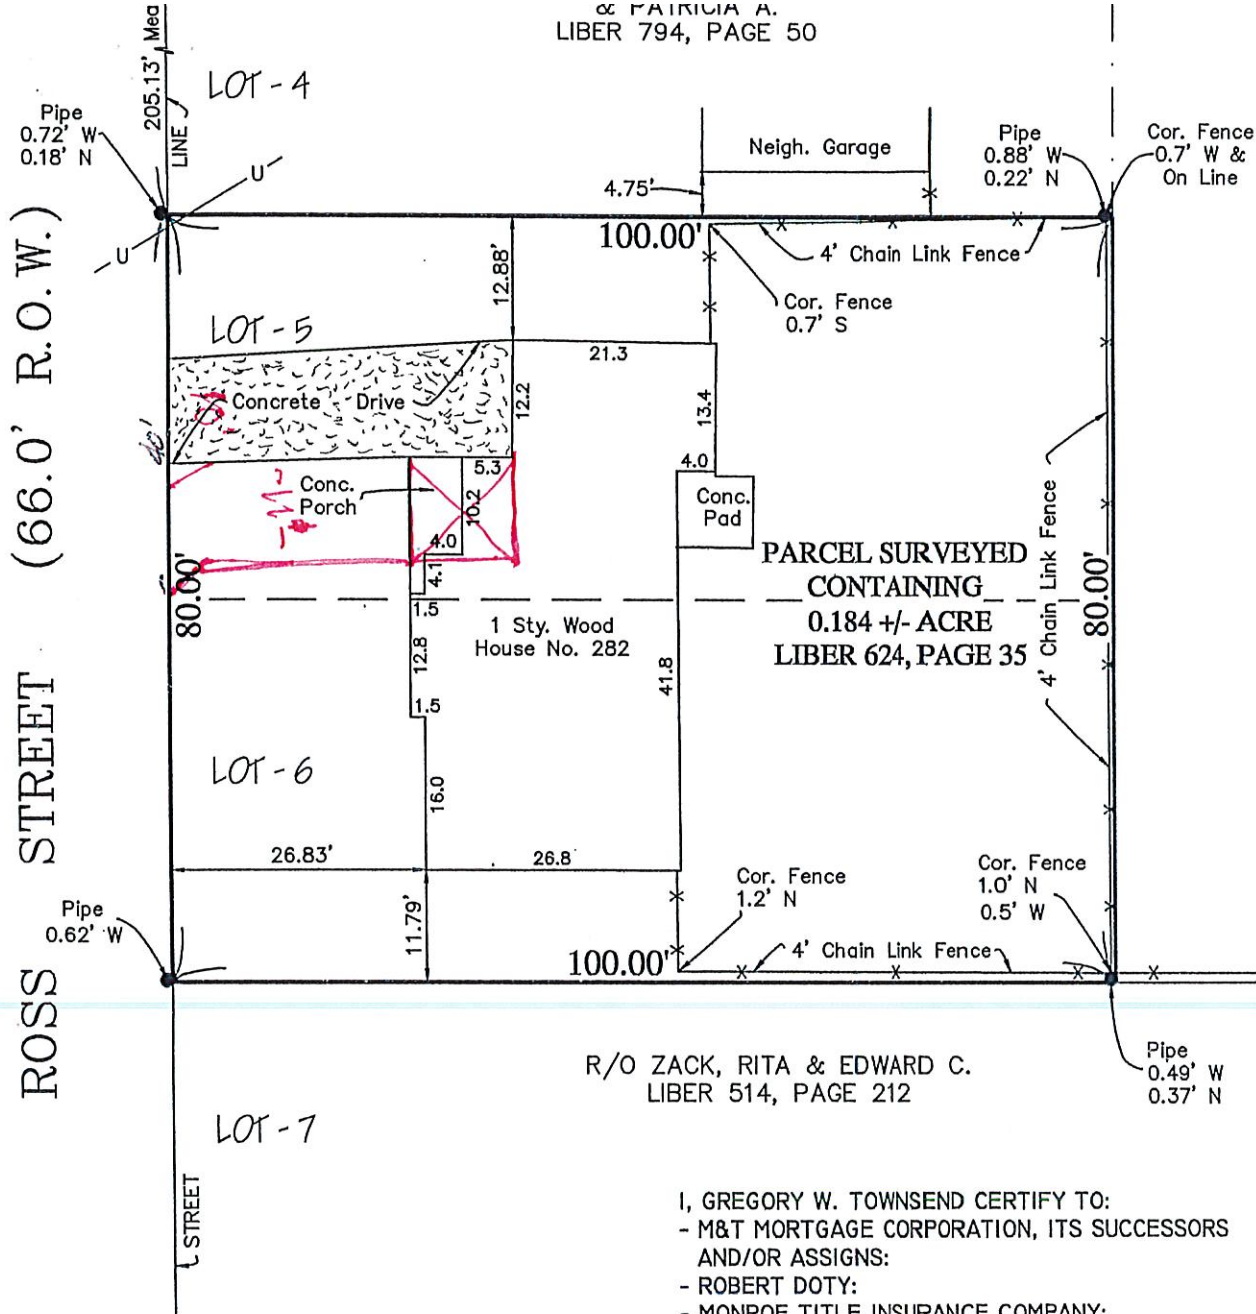 & PATRICIA A.
LIBER 794, PAGE 50
205.13' Mea
LINE
LOT-4
Pipe
0.72' W
0.18' N
U
U
Neigh. Garage
4.75'
Pipe
0.88' W
0.22' N
Cor. Fence
0.7' W &
On Line
100.00'
4' Chain Link Fence
12.88'
Cor. Fence
0.7' S
LOT-5
21.3
Concrete Drive
12.2
13.4
5.3
4.0
Conc.
Porch
10.2
Conc.
Pad
4.0
4.1
80.00'
1.5
1 Sty. Wood
House No. 282
12.8
1.5
41.8
PARCEL SURVEYED
CONTAINING
0.184 +/- ACRE
LIBER 624, PAGE 35
4' Chain Link Fence
80.00'
ROSS STREET (66.0' R.O.W.)
LOT-6
16.0
26.83'
26.8
11.79'
Cor. Fence
1.2' N
Cor. Fence
1.0' N
0.5' W
Pipe
0.62' W
100.00'
4' Chain Link Fence
R/O ZACK, RITA & EDWARD C.
LIBER 514, PAGE 212
Pipe
0.49' W
0.37' N
LOT-7
STREET
I, GREGORY W. TOWNSEND CERTIFY TO:
- M&T MORTGAGE CORPORATION, ITS SUCCESSORS
AND/OR ASSIGNS:
- ROBERT DOTY:
- MONROE TITLE INSURANCE COMPANY: